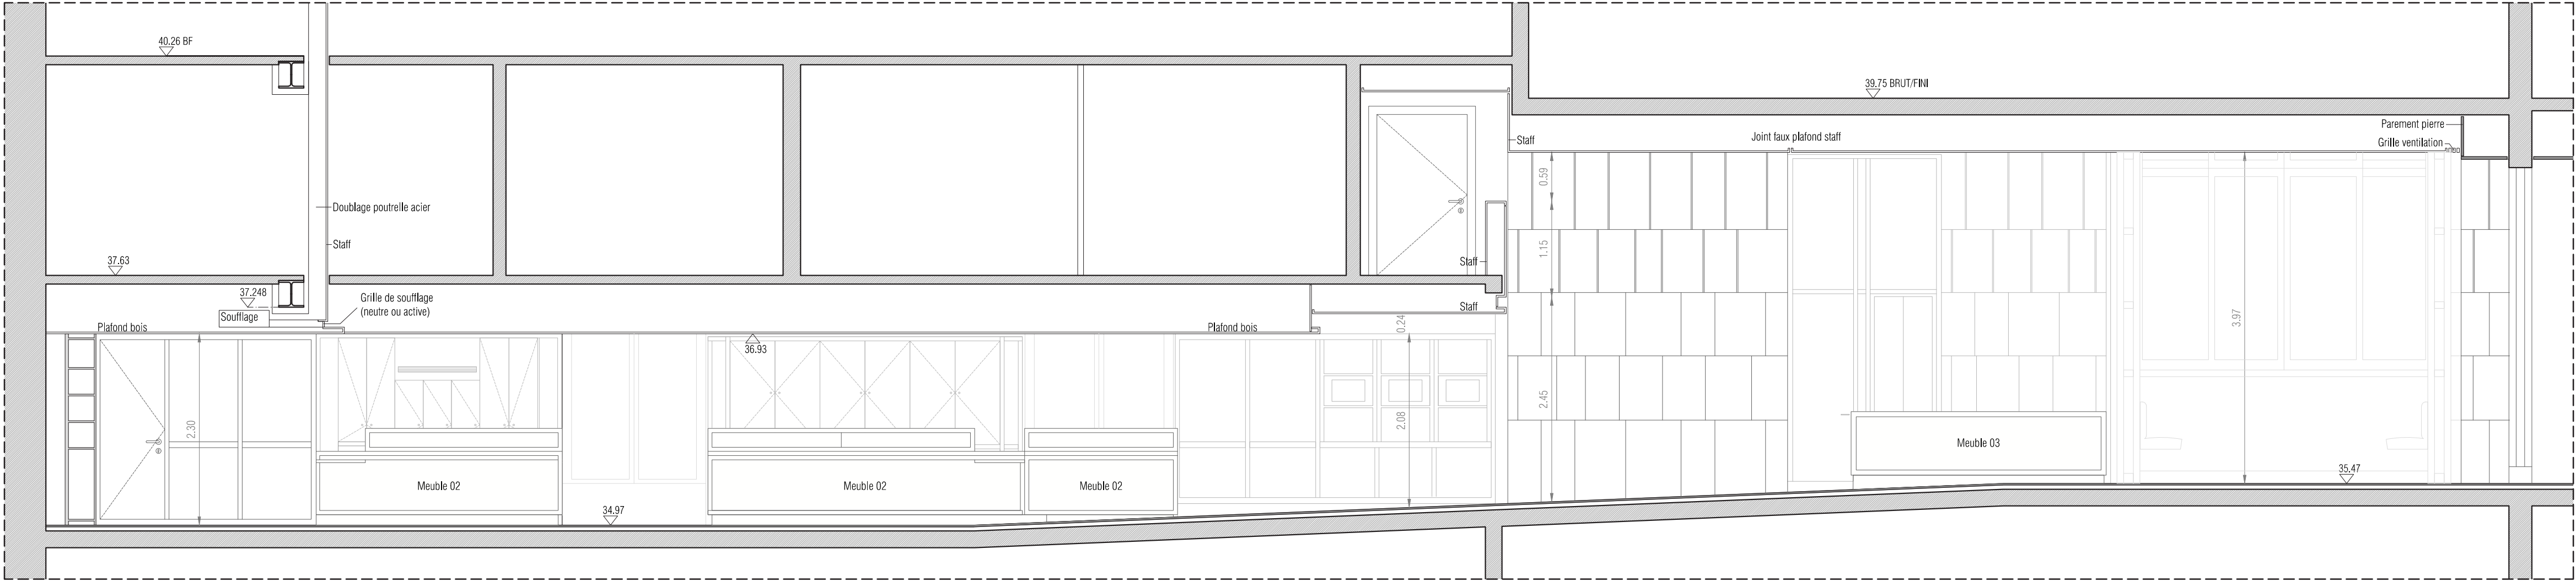 40.26 BF
39.75 BRUT/FINI
Parement pierre
Staff
Joint faux plafond staff
Grille ventilation
0.59
Doublage poutrelle acier
Staff
1.15
37.63
Staff
37.248
Grille de soufflage
(neutre ou active)
Soufflage
Staff
Plafond bois
Plafond bois
0.24
3.97
36.93
2.30
2.08
2.45
Meuble 03
35.47
Meuble 02
Meuble 02
Meuble 02
34.97